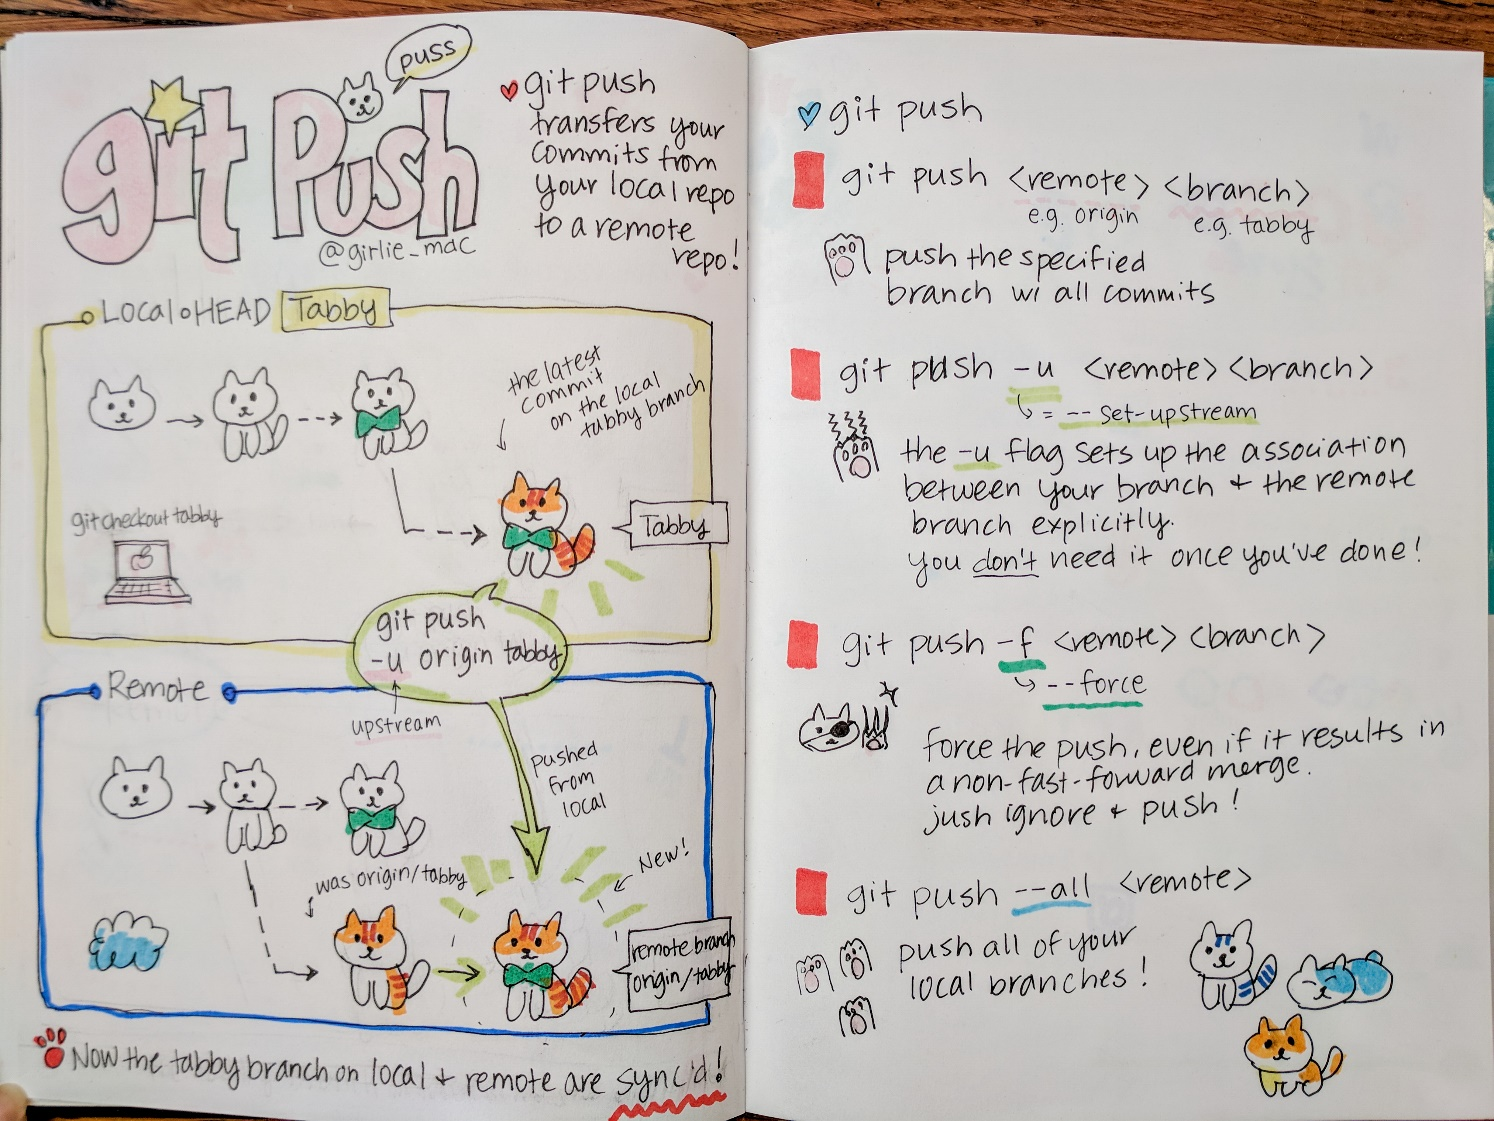 git Push
puss
@girlie_mac
git push
transfers your
commits from
your local repo
to a remote
repo!
Local HEAD Tabby
the latest
commit
on the local
tabby branch
git checkout tabby
Tabby
git push
-u origin tabby
upstream
Remote
pushed
from
local
New!
was origin/tabby
remote branch
origin/tabby
Now the tabby branch on local + remote are sync'd!
git push
git push <remote> <branch>
e.g. origin e.g. tabby
push the specified
branch w/ all commits
git push -u <remote> <branch>
= --set-upstream
the -u flag sets up the association
between your branch + the remote
branch explicitly.
you don't need it once you've done!
git push -f <remote> <branch>
--force
force the push, even if it results in
a non-fast-forward merge.
jush ignore + push!
git push --all <remote>
push all of your
local branches!